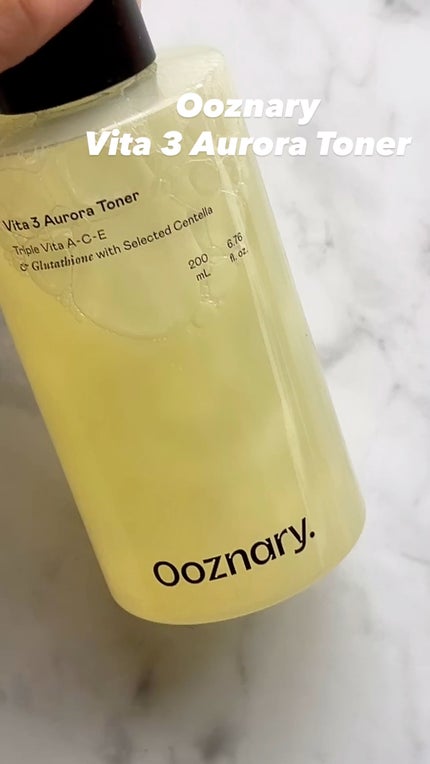 Ooznary
Vita 3 Aurora Toner
Vita 3 Aurora Toner
Triple Vita A-C-E
& Glutathione with Selected Centella
200 6.76
mL fl. oz.
Ooznary.